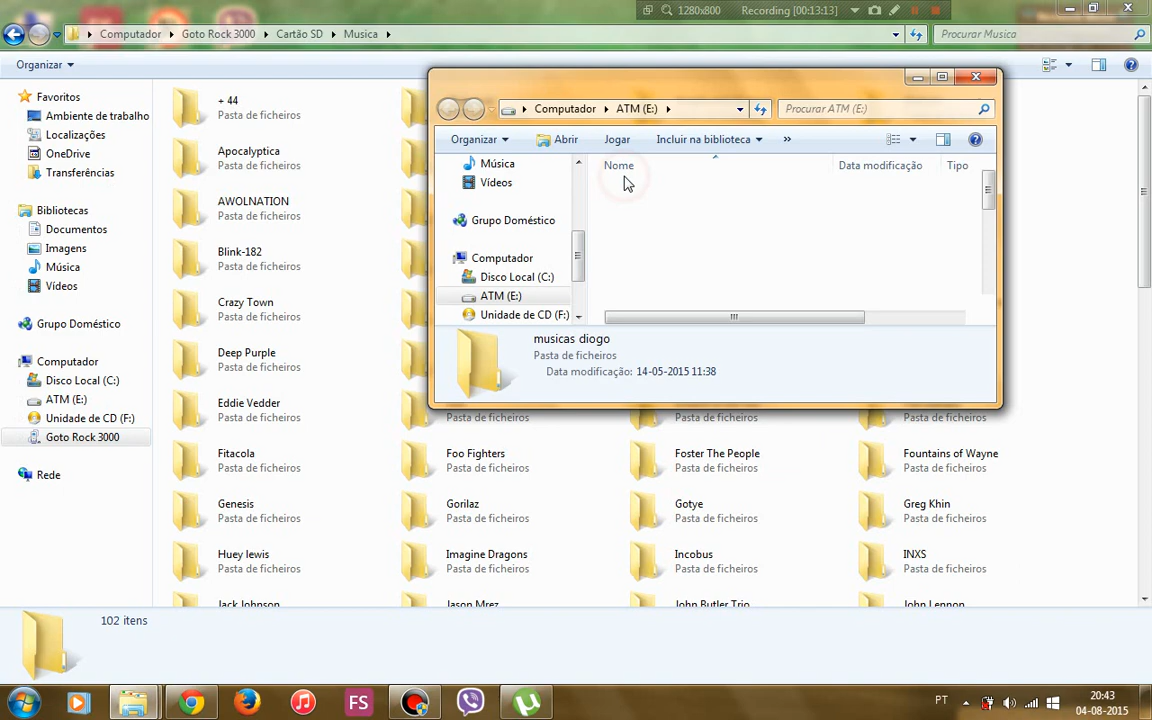 1280x800 Recording [00:13:13]
Computador Goto Rock 3000 Cartão SD Musica
Procurar Musica
Organizar
Favoritos
Ambiente de trabalho
Localizações
OneDrive
Transferências
Bibliotecas
Documentos
Imagens
Música
Vídeos
Grupo Doméstico
Computador
Disco Local (C:)
ATM (E:)
Unidade de CD (F:)
Goto Rock 3000
Rede
+ 44
Pasta de ficheiros
Apocalyptica
Pasta de ficheiros
AWOLNATION
Pasta de ficheiros
Blink-182
Pasta de ficheiros
Crazy Town
Pasta de ficheiros
Deep Purple
Pasta de ficheiros
Eddie Vedder
Pasta de ficheiros
Pasta de ficheiros
Pasta de ficheiros
Pasta de ficheiros
Fitacola
Pasta de ficheiros
Foo Fighters
Pasta de ficheiros
Foster The People
Pasta de ficheiros
Fountains of Wayne
Pasta de ficheiros
Genesis
Pasta de ficheiros
Gorilaz
Pasta de ficheiros
Gotye
Pasta de ficheiros
Greg Khin
Pasta de ficheiros
Huey lewis
Pasta de ficheiros
Imagine Dragons
Pasta de ficheiros
Incobus
Pasta de ficheiros
INXS
Pasta de ficheiros
Jack Johnson
Jason Mrez
John Butler Trio
John Lennon
102 itens
Computador ATM (E:)
Procurar ATM (E:)
Organizar Abrir Jogar Incluir na biblioteca »
Nome Data modificação Tipo
Música
Vídeos
Grupo Doméstico
Computador
Disco Local (C:)
ATM (E:)
Unidade de CD (F:)
musicas diogo
Pasta de ficheiros
Data modificação: 14-05-2015 11:38
FS
PT
20:43
04-08-2015